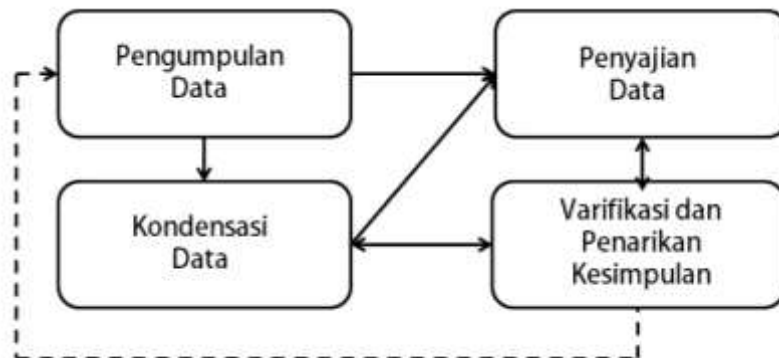 Pengumpulan
Data
Penyajian
Data
Kondensasi
Data
Varifikasi dan
Penarikan
Kesimpulan